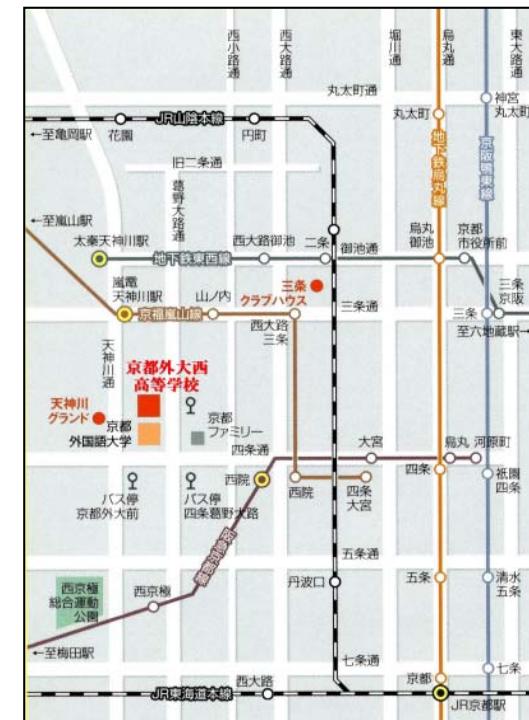 西小路通
西大路通
堀川通
烏丸通
東大路通
丸太町通
神宮
丸太町
丸太町
JR山陰本線
←至亀岡駅
花園
円町
地下鉄烏丸線
京阪鴨東線
旧二条通
葛野大路通
←至嵐山駅
太秦天神川駅
西大路御池
二条
御池通
烏丸
御池
京都
市役所前
地下鉄東西線
嵐電
天神川駅
山ノ内
三条
クラブハウス
三条
京阪
京福嵐山線
西大路
三条
三条通
三条
至六地蔵駅→
天神川通
京都外大西
高等学校
天神川
グランド
京都
外国語大学
京都
ファミリー
四条通
大宮
烏丸
河原町
西院
西院
四条
大宮
四条
祇園
四条
バス停
京都外大前
バス停
四条葛野大路
五条通
丹波口
五条
清水
五条
西京極
総合運動
公園
西京極
←至梅田駅
七条通
七条
京都
西大路
JR東海道本線
JR京都駅